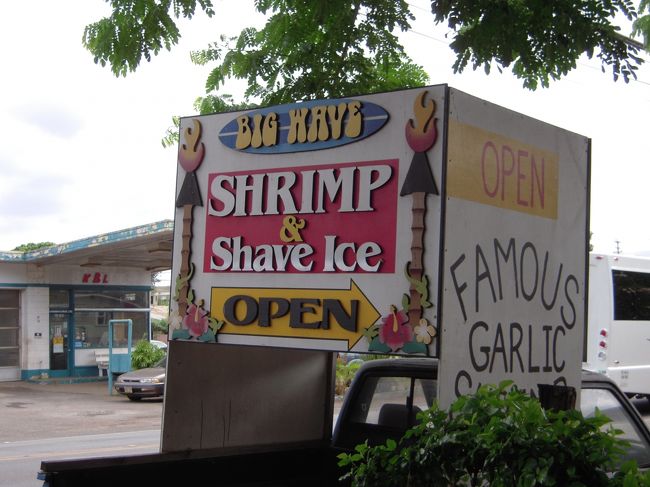 BIG WAVE
SHRIMP
&
Shave Ice
OPEN
OPEN
FAMOUS
GARLIC
KBL